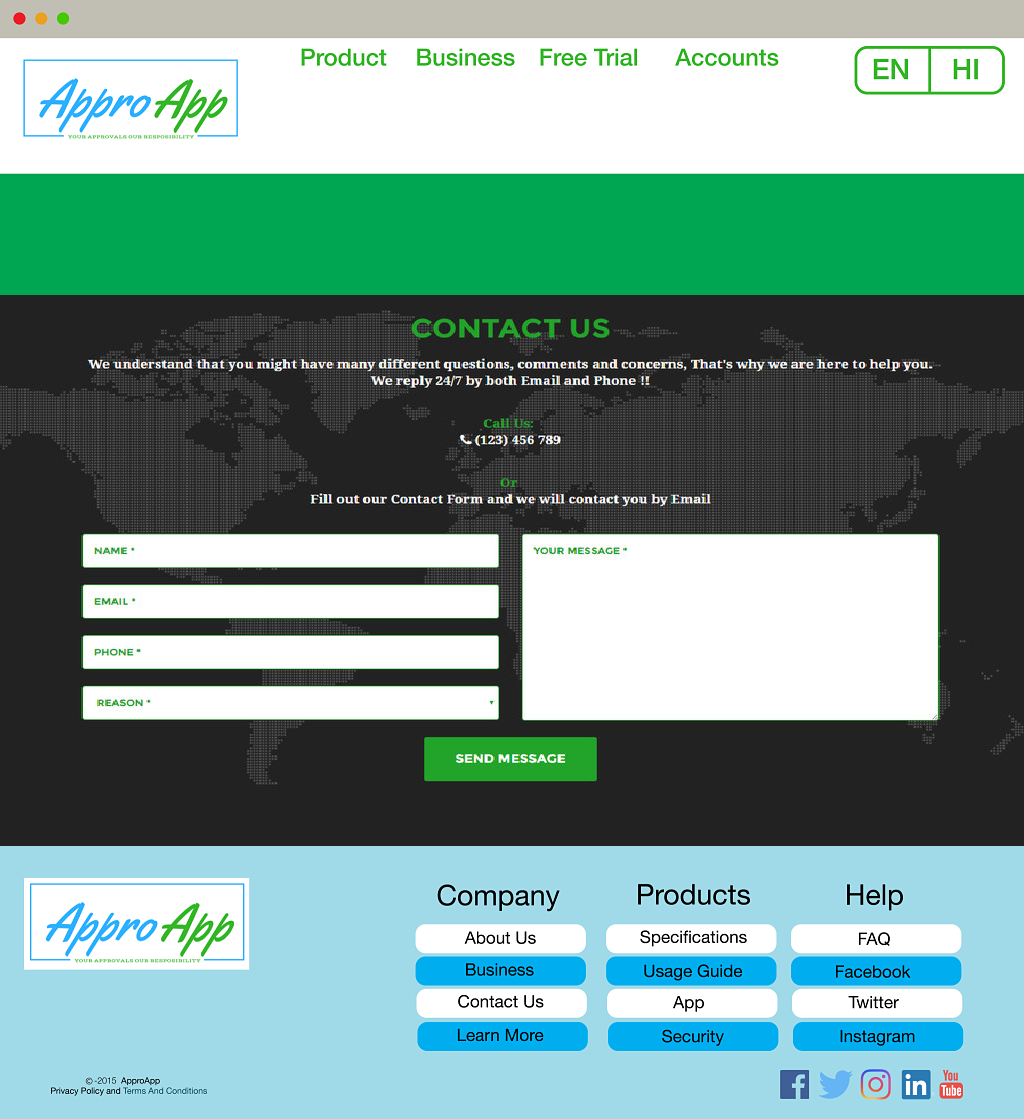 Product Business Free Trial Accounts EN HI
Appro App
YOUR APPROVALS OUR RESPOSIBILITY
CONTACT US
We understand that you might have many different questions, comments and concerns, That's why we are here to help you.
We reply 24/7 by both Email and Phone !!
Call Us:
(123) 456 789
Or
Fill out our Contact Form and we will contact you by Email
NAME *
EMAIL *
PHONE *
REASON *
YOUR MESSAGE *
SEND MESSAGE
Appro App
YOUR APPROVALS OUR RESPOSIBILITY
Company
About Us
Business
Contact Us
Learn More
Products
Specifications
Usage Guide
App
Security
Help
FAQ
Facebook
Twitter
Instagram
© -2015 ApproApp
Privacy Policy and Terms And Conditions
f
in
You
Tube